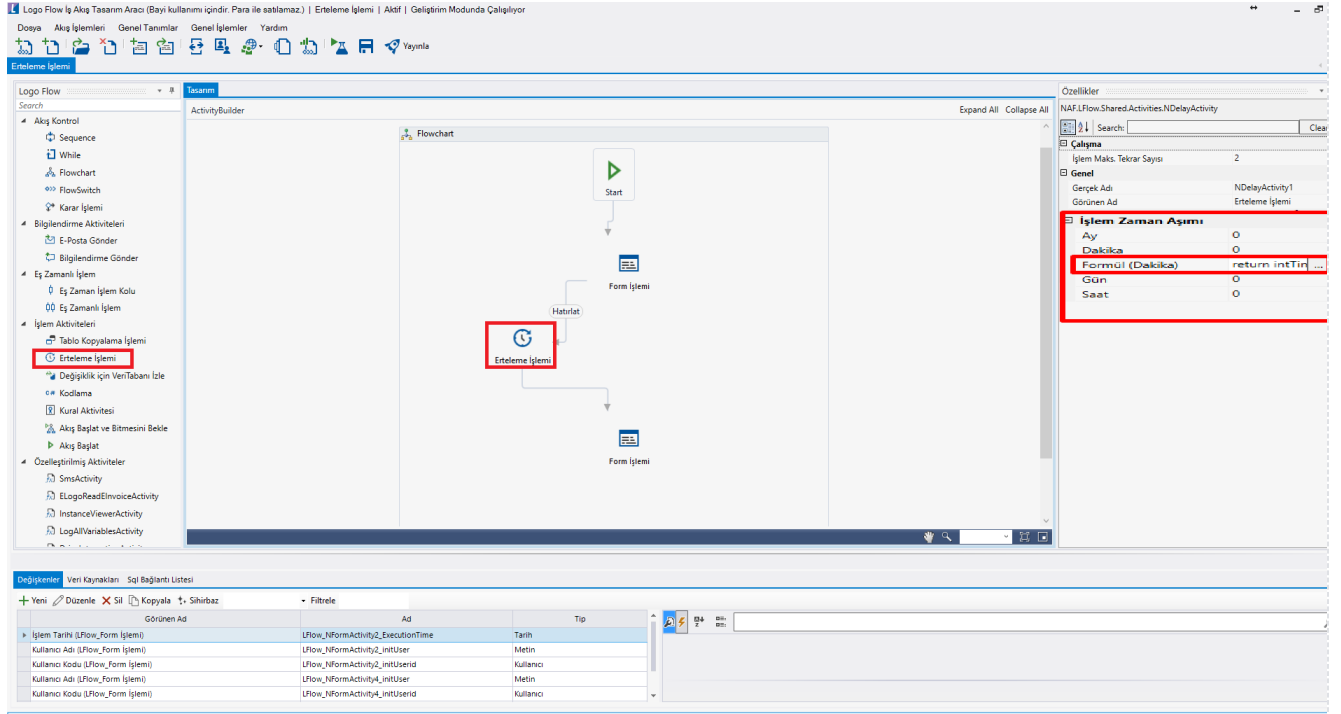 Logo Flow İş Akış Tasarım Aracı (Bayi kullanımı içindir. Para ile satılamaz.) | Erteleme İşlemi | Aktif | Geliştirim Modunda Çalışılıyor
Dosya Akış İşlemleri Genel Tanımlar Genel İşlemler Yardım
Yayınla
Erteleme İşlemi
Logo Flow
Search
Akış Kontrol
Sequence
While
Flowchart
FlowSwitch
Karar İşlemi
Bilgilendirme Aktiviteleri
E-Posta Gönder
Bilgilendirme Gönder
Eş Zamanlı İşlem
Eş Zaman İşlem Kolu
Eş Zamanlı İşlem
İşlem Aktiviteleri
Tablo Kopyalama İşlemi
Erteleme İşlemi
Değişiklik için VeriTabanı İzle
Kodlama
Kural Aktivitesi
Akış Başlat ve Bitmesini Bekle
Akış Başlat
Özelleştirilmiş Aktiviteler
SmsActivity
ELogoReadEInvoiceActivity
InstanceViewerActivity
LogAllVariablesActivity
Tasarım
ActivityBuilder Expand All Collapse All
Flowchart
Start
Form İşlemi
Hatırlat
Erteleme İşlemi
Form İşlemi
Özellikler
NAF.LFlow.Shared.Activities.NDelayActivity
Search: Clear
Çalışma
İşlem Maks. Tekrar Sayısı 2
Genel
Gerçek Adı NDelayActivity1
Görünen Ad Erteleme İşlemi
İşlem Zaman Aşımı
Ay 0
Dakika 0
Formül (Dakika) return intTin ...
Gün 0
Saat 0
Değişkenler Veri Kaynakları Sql Bağlantı Listesi
Yeni Düzenle Sil Kopyala Sihirbaz Filtrele
Görünen Ad Ad Tip
İşlem Tarihi (LFlow_Form İşlemi) LFlow_NFormActivity2_ExecutionTime Tarih
Kullanıcı Adı (LFlow_Form İşlemi) LFlow_NFormActivity2_initUser Metin
Kullanıcı Kodu (LFlow_Form İşlemi) LFlow_NFormActivity2_initUserid Kullanıcı
Kullanıcı Adı (LFlow_Form İşlemi) LFlow_NFormActivity4_initUser Metin
Kullanıcı Kodu (LFlow_Form İşlemi) LFlow_NFormActivity4_initUserid Kullanıcı